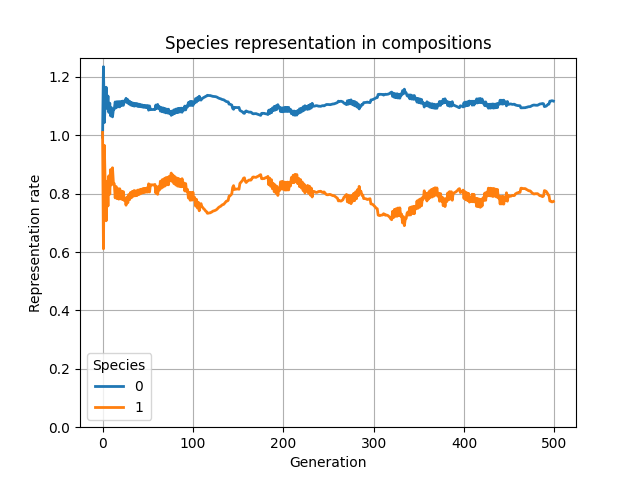 Species representation in compositions
Representation rate
1.2
1.0
0.8
0.6
0.4
0.2
0.0
Species
0
1
0 100 200 300 400 500
Generation